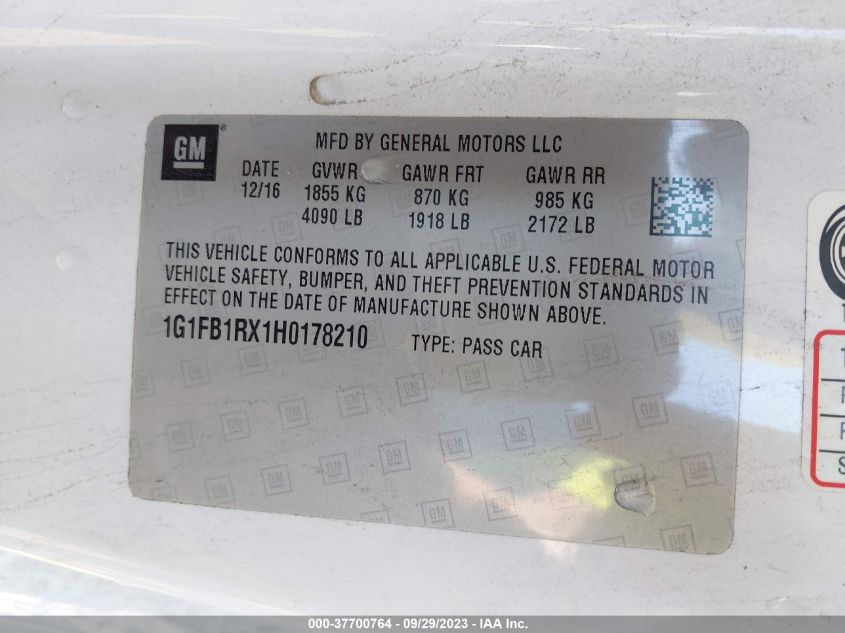 GM
MFD BY GENERAL MOTORS LLC
DATE GVWR GAWR FRT GAWR RR
12/16 1855 KG 870 KG 985 KG
4090 LB 1918 LB 2172 LB
THIS VEHICLE CONFORMS TO ALL APPLICABLE U.S. FEDERAL MOTOR
VEHICLE SAFETY, BUMPER, AND THEFT PREVENTION STANDARDS IN
EFFECT ON THE DATE OF MANUFACTURE SHOWN ABOVE.
1G1FB1RX1H0178210 TYPE: PASS CAR
000-37700764 - 09/29/2023 - IAA Inc.